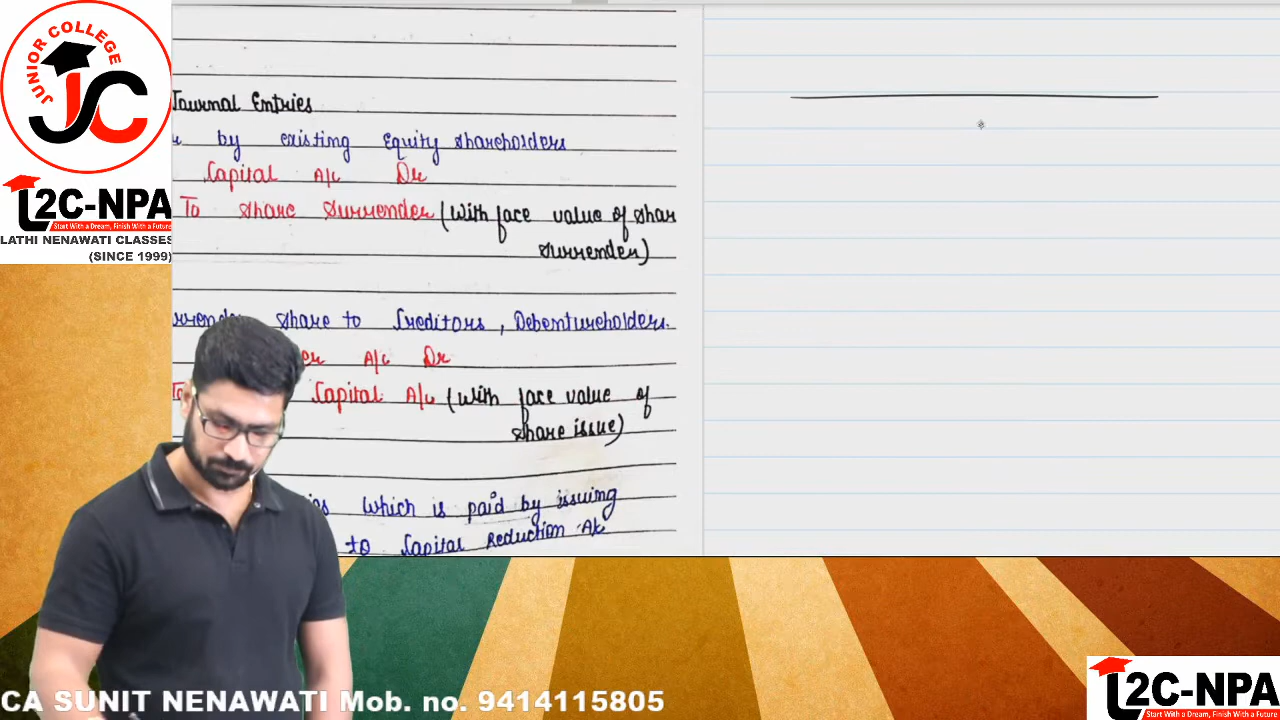 JUNIOR COLLEGE
JC
L2C-NPA
Start With a Dream, Finish With a Future
LATHI NENAWATI CLASSES
(SINCE 1999)
Journal Entries
by existing Equity shareholders
Capital A/c Dr
To share surrender (With face value of shar
surrender)
share to Creditors, Debentureholders.
A/c Dr
To Capital A/c (With face value of
share issue)
which is paid by issuing
to Capital Reduction A/c
CA SUNIT NENAWATI Mob. no. 9414115805
L2C-NPA
Start With a Dream, Finish With a Future